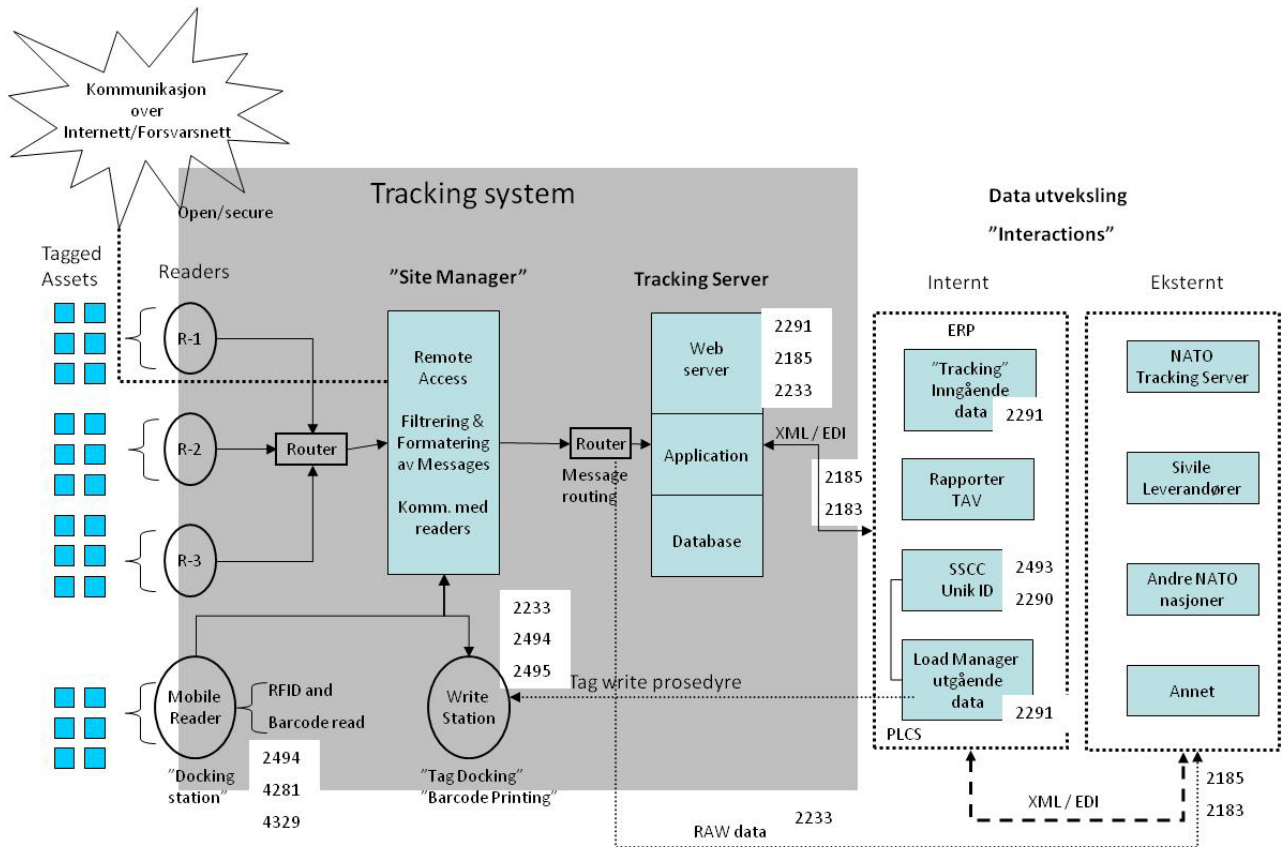 Kommunikasjon
over
Internett/Forsvarsnett
Tracking system
Open/secure
Data utveksling
"Interactions"
Tagged
Assets
Readers
"Site Manager"
Tracking Server
Internt
Eksternt
R-1
R-2
R-3
Router
Remote
Access
Filtrering &
Formatering
av Messages
Komm. med
readers
Router
Message
routing
Web
server
Application
Database
2291
2185
2233
XML / EDI
2185
2183
ERP
"Tracking"
Inngående
data
2291
Rapporter
TAV
SSCC
Unik ID
2493
2290
Load Manager
utgående
data
2291
PLCS
NATO
Tracking Server
Sivile
Leverandører
Andre NATO
nasjoner
Annet
Mobile
Reader
RFID and
Barcode read
"Docking
station"
2494
4281
4329
2233
2494
2495
Write
Station
"Tag Docking"
"Barcode Printing"
Tag write prosedyre
XML / EDI
2185
2183
RAW data
2233